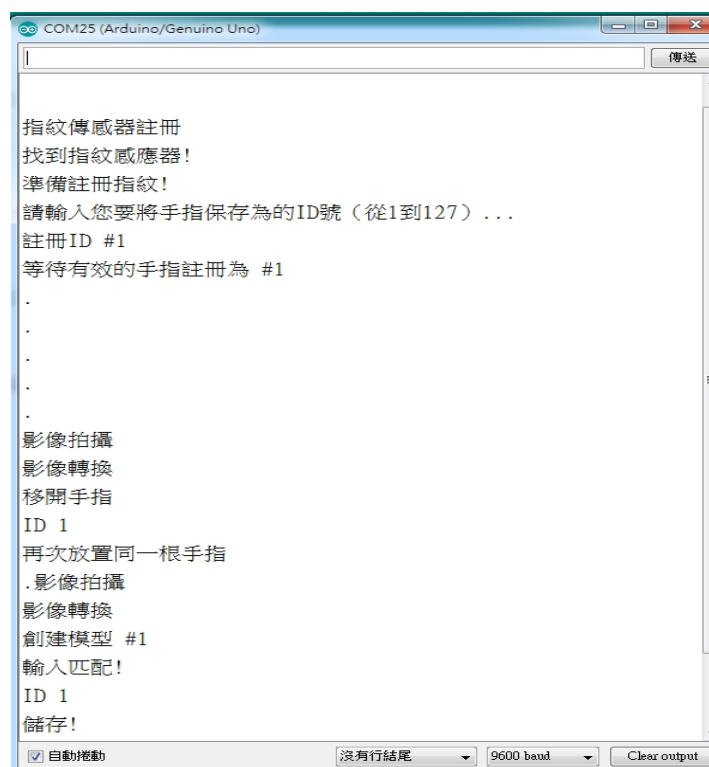 COM25 (Arduino/Genuino Uno)
傳送
指紋傳感器註冊
找到指紋感應器!
準備註冊指紋!
請輸入您要將手指保存為的ID號（從1到127）...
註冊ID #1
等待有效的手指註冊為 #1
.
.
.
.
.
影像拍攝
影像轉換
移開手指
ID 1
再次放置同一根手指
.影像拍攝
影像轉換
創建模型 #1
輸入匹配!
ID 1
儲存!
自動捲動
沒有行結尾
9600 baud
Clear output